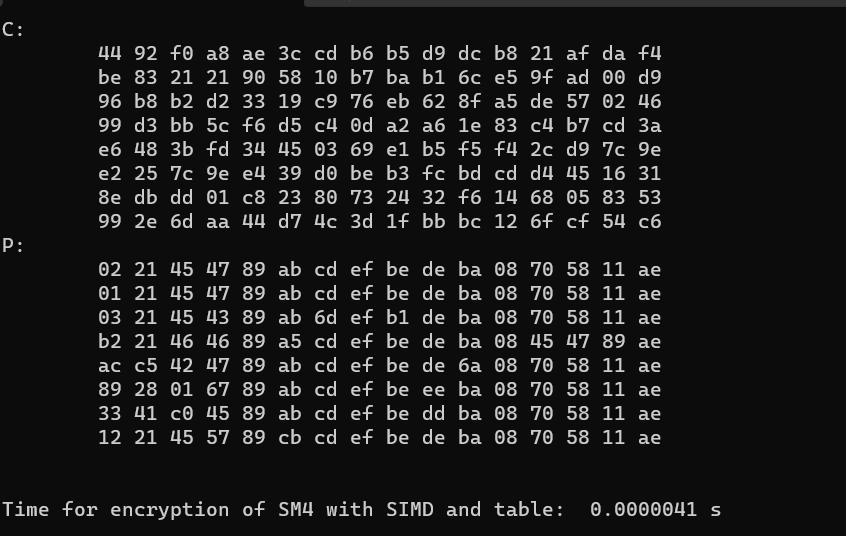 C:
44 92 f0 a8 ae 3c cd b6 b5 d9 dc b8 21 af da f4
be 83 21 21 90 58 10 b7 ba b1 6c e5 9f ad 00 d9
96 b8 b2 d2 33 19 c9 76 eb 62 8f a5 de 57 02 46
99 d3 bb 5c f6 d5 c4 0d a2 a6 1e 83 c4 b7 cd 3a
e6 48 3b fd 34 45 03 69 e1 b5 f5 f4 2c d9 7c 9e
e2 25 7c 9e e4 39 d0 be b3 fc bd cd d4 45 16 31
8e db dd 01 c8 23 80 73 24 32 f6 14 68 05 83 53
99 2e 6d aa 44 d7 4c 3d 1f bb bc 12 6f cf 54 c6
P:
02 21 45 47 89 ab cd ef be de ba 08 70 58 11 ae
01 21 45 47 89 ab cd ef be de ba 08 70 58 11 ae
03 21 45 43 89 ab 6d ef b1 de ba 08 70 58 11 ae
b2 21 46 46 89 a5 cd ef be de ba 08 45 47 89 ae
ac c5 42 47 89 ab cd ef be de 6a 08 70 58 11 ae
89 28 01 67 89 ab cd ef be ee ba 08 70 58 11 ae
33 41 c0 45 89 ab cd ef be dd ba 08 70 58 11 ae
12 21 45 57 89 cb cd ef be de ba 08 70 58 11 ae
Time for encryption of SM4 with SIMD and table:  0.0000041 s